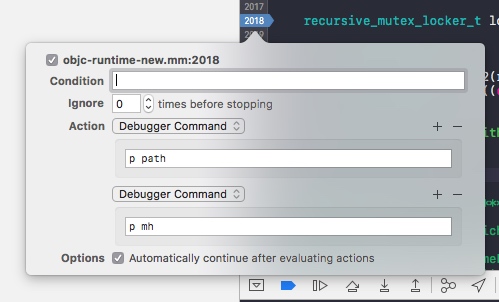 2017
2018
recursive_mutex_locker_t lo
objc-runtime-new.mm:2018
Condition
Ignore 0 times before stopping
Action Debugger Command + −
p path
Debugger Command + −
p mh
Options Automatically continue after evaluating actions